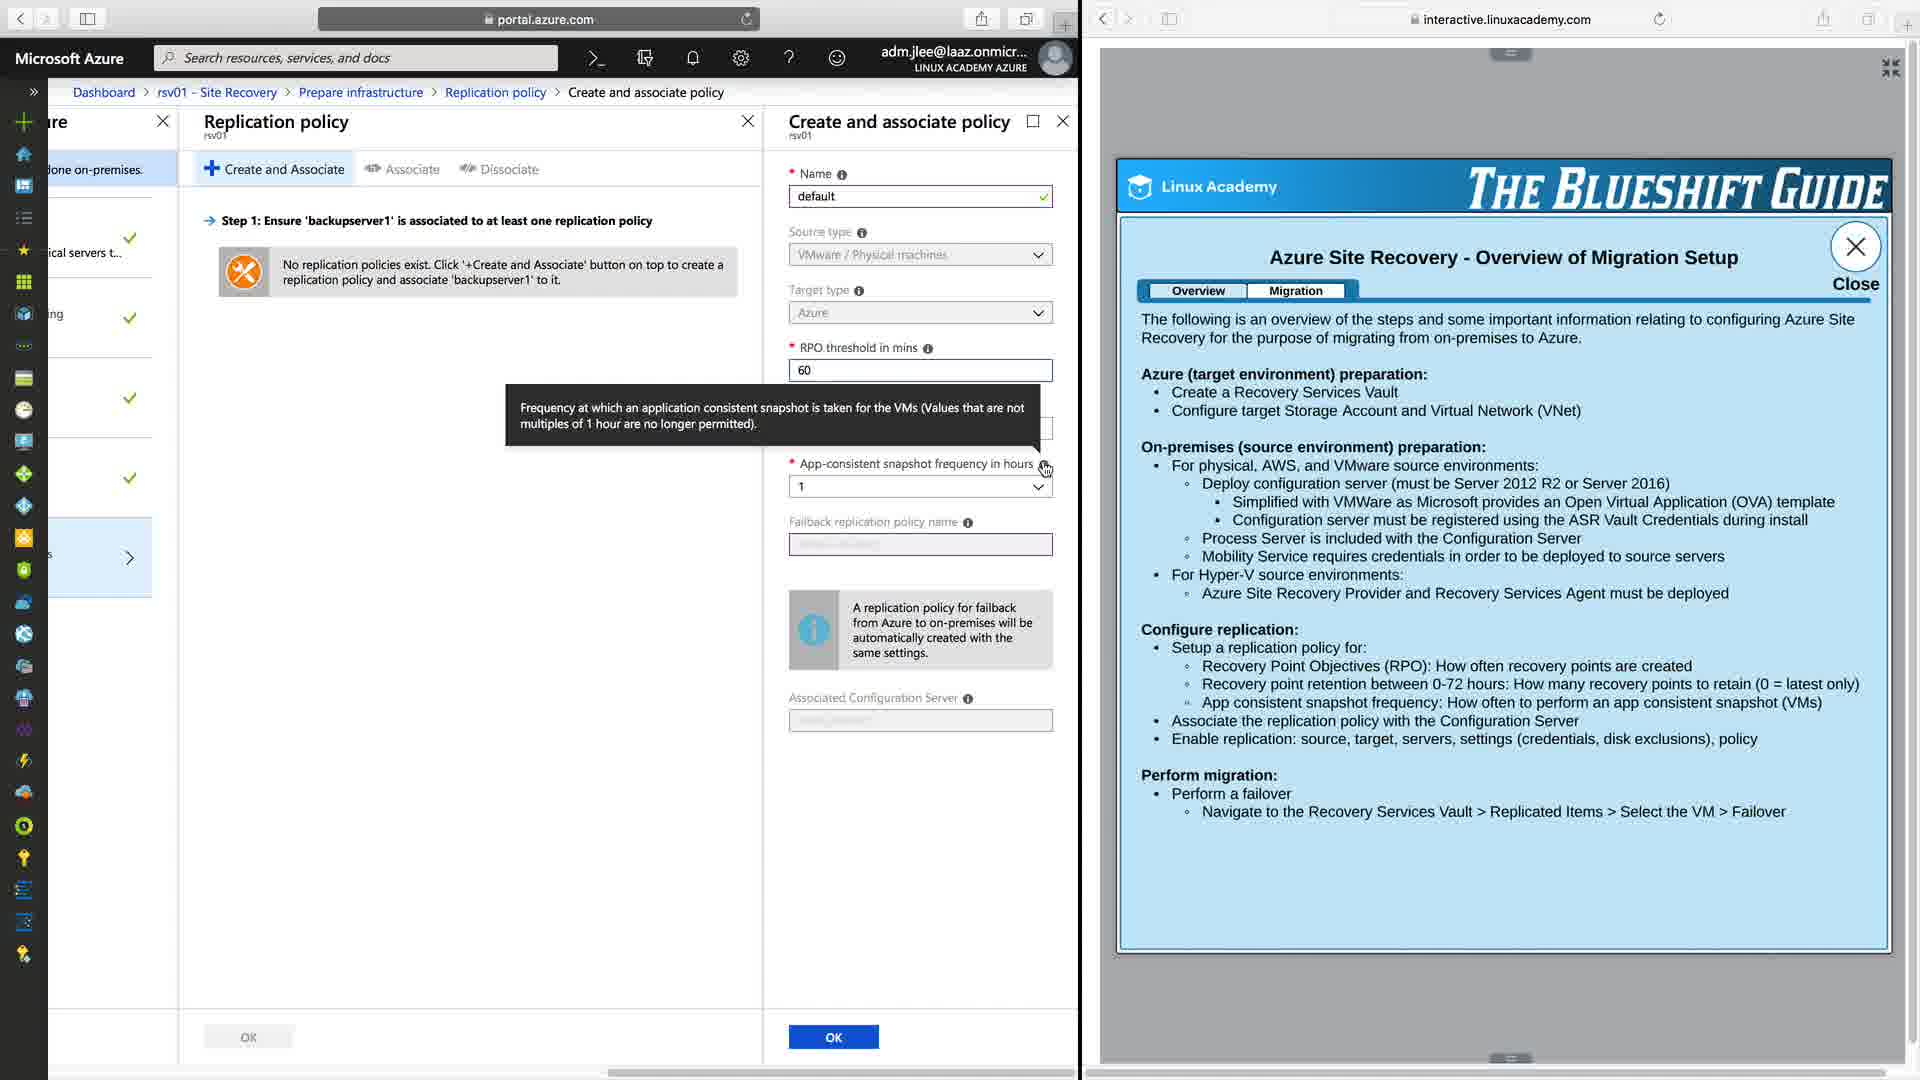 portal.azure.com
Microsoft Azure
Search resources, services, and docs
adm.jlee@laaz.onmicr...
LINUX ACADEMY AZURE
Dashboard > rsv01 - Site Recovery > Prepare infrastructure > Replication policy > Create and associate policy
ure
done on-premises.
ical servers t...
ing
s
Replication policy
rsv01
Create and Associate
Associate
Dissociate
Step 1: Ensure 'backupserver1' is associated to at least one replication policy
No replication policies exist. Click '+Create and Associate' button on top to create a
replication policy and associate 'backupserver1' to it.
OK
Create and associate policy
rsv01
* Name
default
Source type
VMware / Physical machines
Target type
Azure
* RPO threshold in mins
60
Frequency at which an application consistent snapshot is taken for the VMs (Values that are not
multiples of 1 hour are no longer permitted).
* App-consistent snapshot frequency in hours
1
Failback replication policy name
A replication policy for failback
from Azure to on-premises will be
automatically created with the
same settings.
Associated Configuration Server
OK
interactive.linuxacademy.com
Linux Academy
THE BLUESHIFT GUIDE
Azure Site Recovery - Overview of Migration Setup
Close
Overview
Migration
The following is an overview of the steps and some important information relating to configuring Azure Site
Recovery for the purpose of migrating from on-premises to Azure.
Azure (target environment) preparation:
• Create a Recovery Services Vault
• Configure target Storage Account and Virtual Network (VNet)
On-premises (source environment) preparation:
• For physical, AWS, and VMware source environments:
◦ Deploy configuration server (must be Server 2012 R2 or Server 2016)
▪ Simplified with VMWare as Microsoft provides an Open Virtual Application (OVA) template
▪ Configuration server must be registered using the ASR Vault Credentials during install
◦ Process Server is included with the Configuration Server
◦ Mobility Service requires credentials in order to be deployed to source servers
• For Hyper-V source environments:
◦ Azure Site Recovery Provider and Recovery Services Agent must be deployed
Configure replication:
• Setup a replication policy for:
◦ Recovery Point Objectives (RPO): How often recovery points are created
◦ Recovery point retention between 0-72 hours: How many recovery points to retain (0 = latest only)
◦ App consistent snapshot frequency: How often to perform an app consistent snapshot (VMs)
• Associate the replication policy with the Configuration Server
• Enable replication: source, target, servers, settings (credentials, disk exclusions), policy
Perform migration:
• Perform a failover
◦ Navigate to the Recovery Services Vault > Replicated Items > Select the VM > Failover